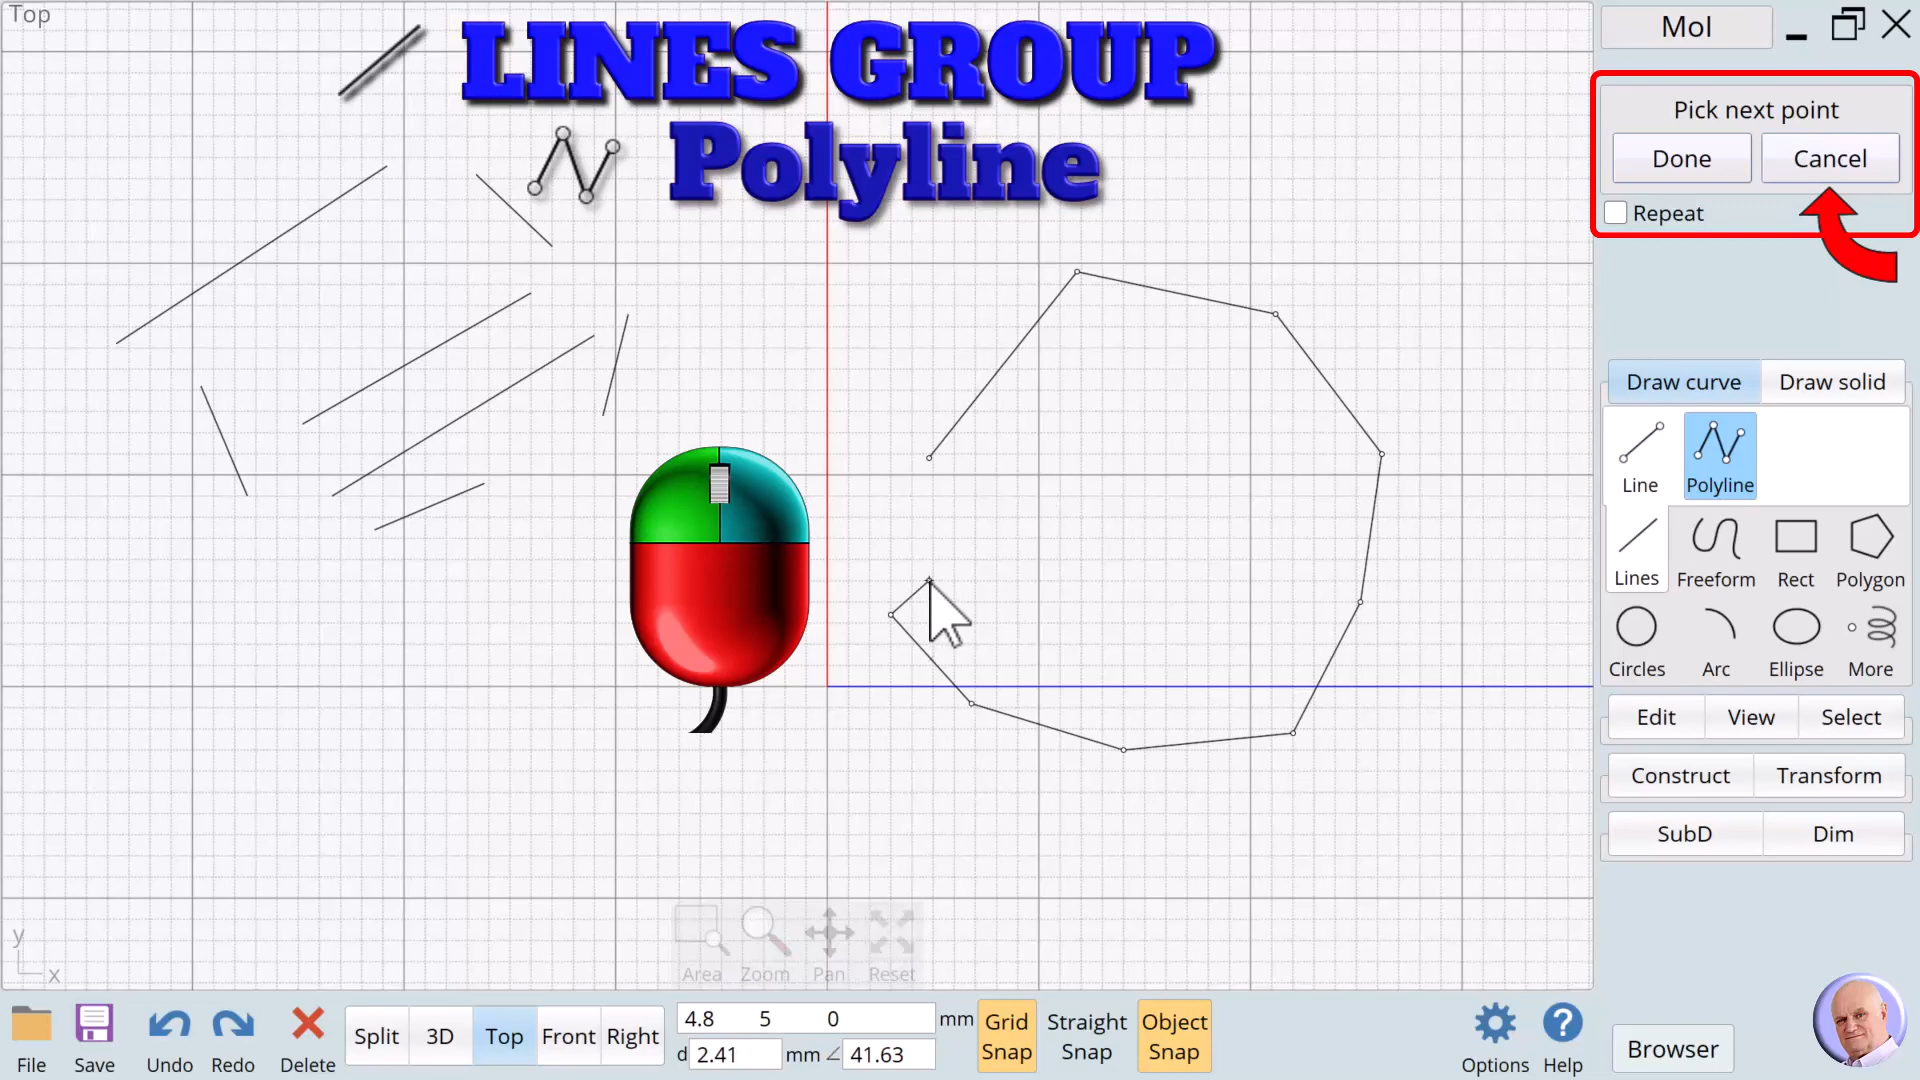 Top
LINES GROUP
Polyline
MoI
Pick next point
Done Cancel
Repeat
Draw curve Draw solid
Line Polyline
Lines Freeform Rect Polygon
Circles Arc Ellipse More
Edit View Select
Construct Transform
SubD Dim
y
x
Area Zoom Pan Reset
File Save Undo Redo Delete
Split 3D Top Front Right
4.8 5 0 mm
d 2.41 mm ∠ 41.63
Grid Snap
Straight Snap
Object Snap
Options Help
Browser